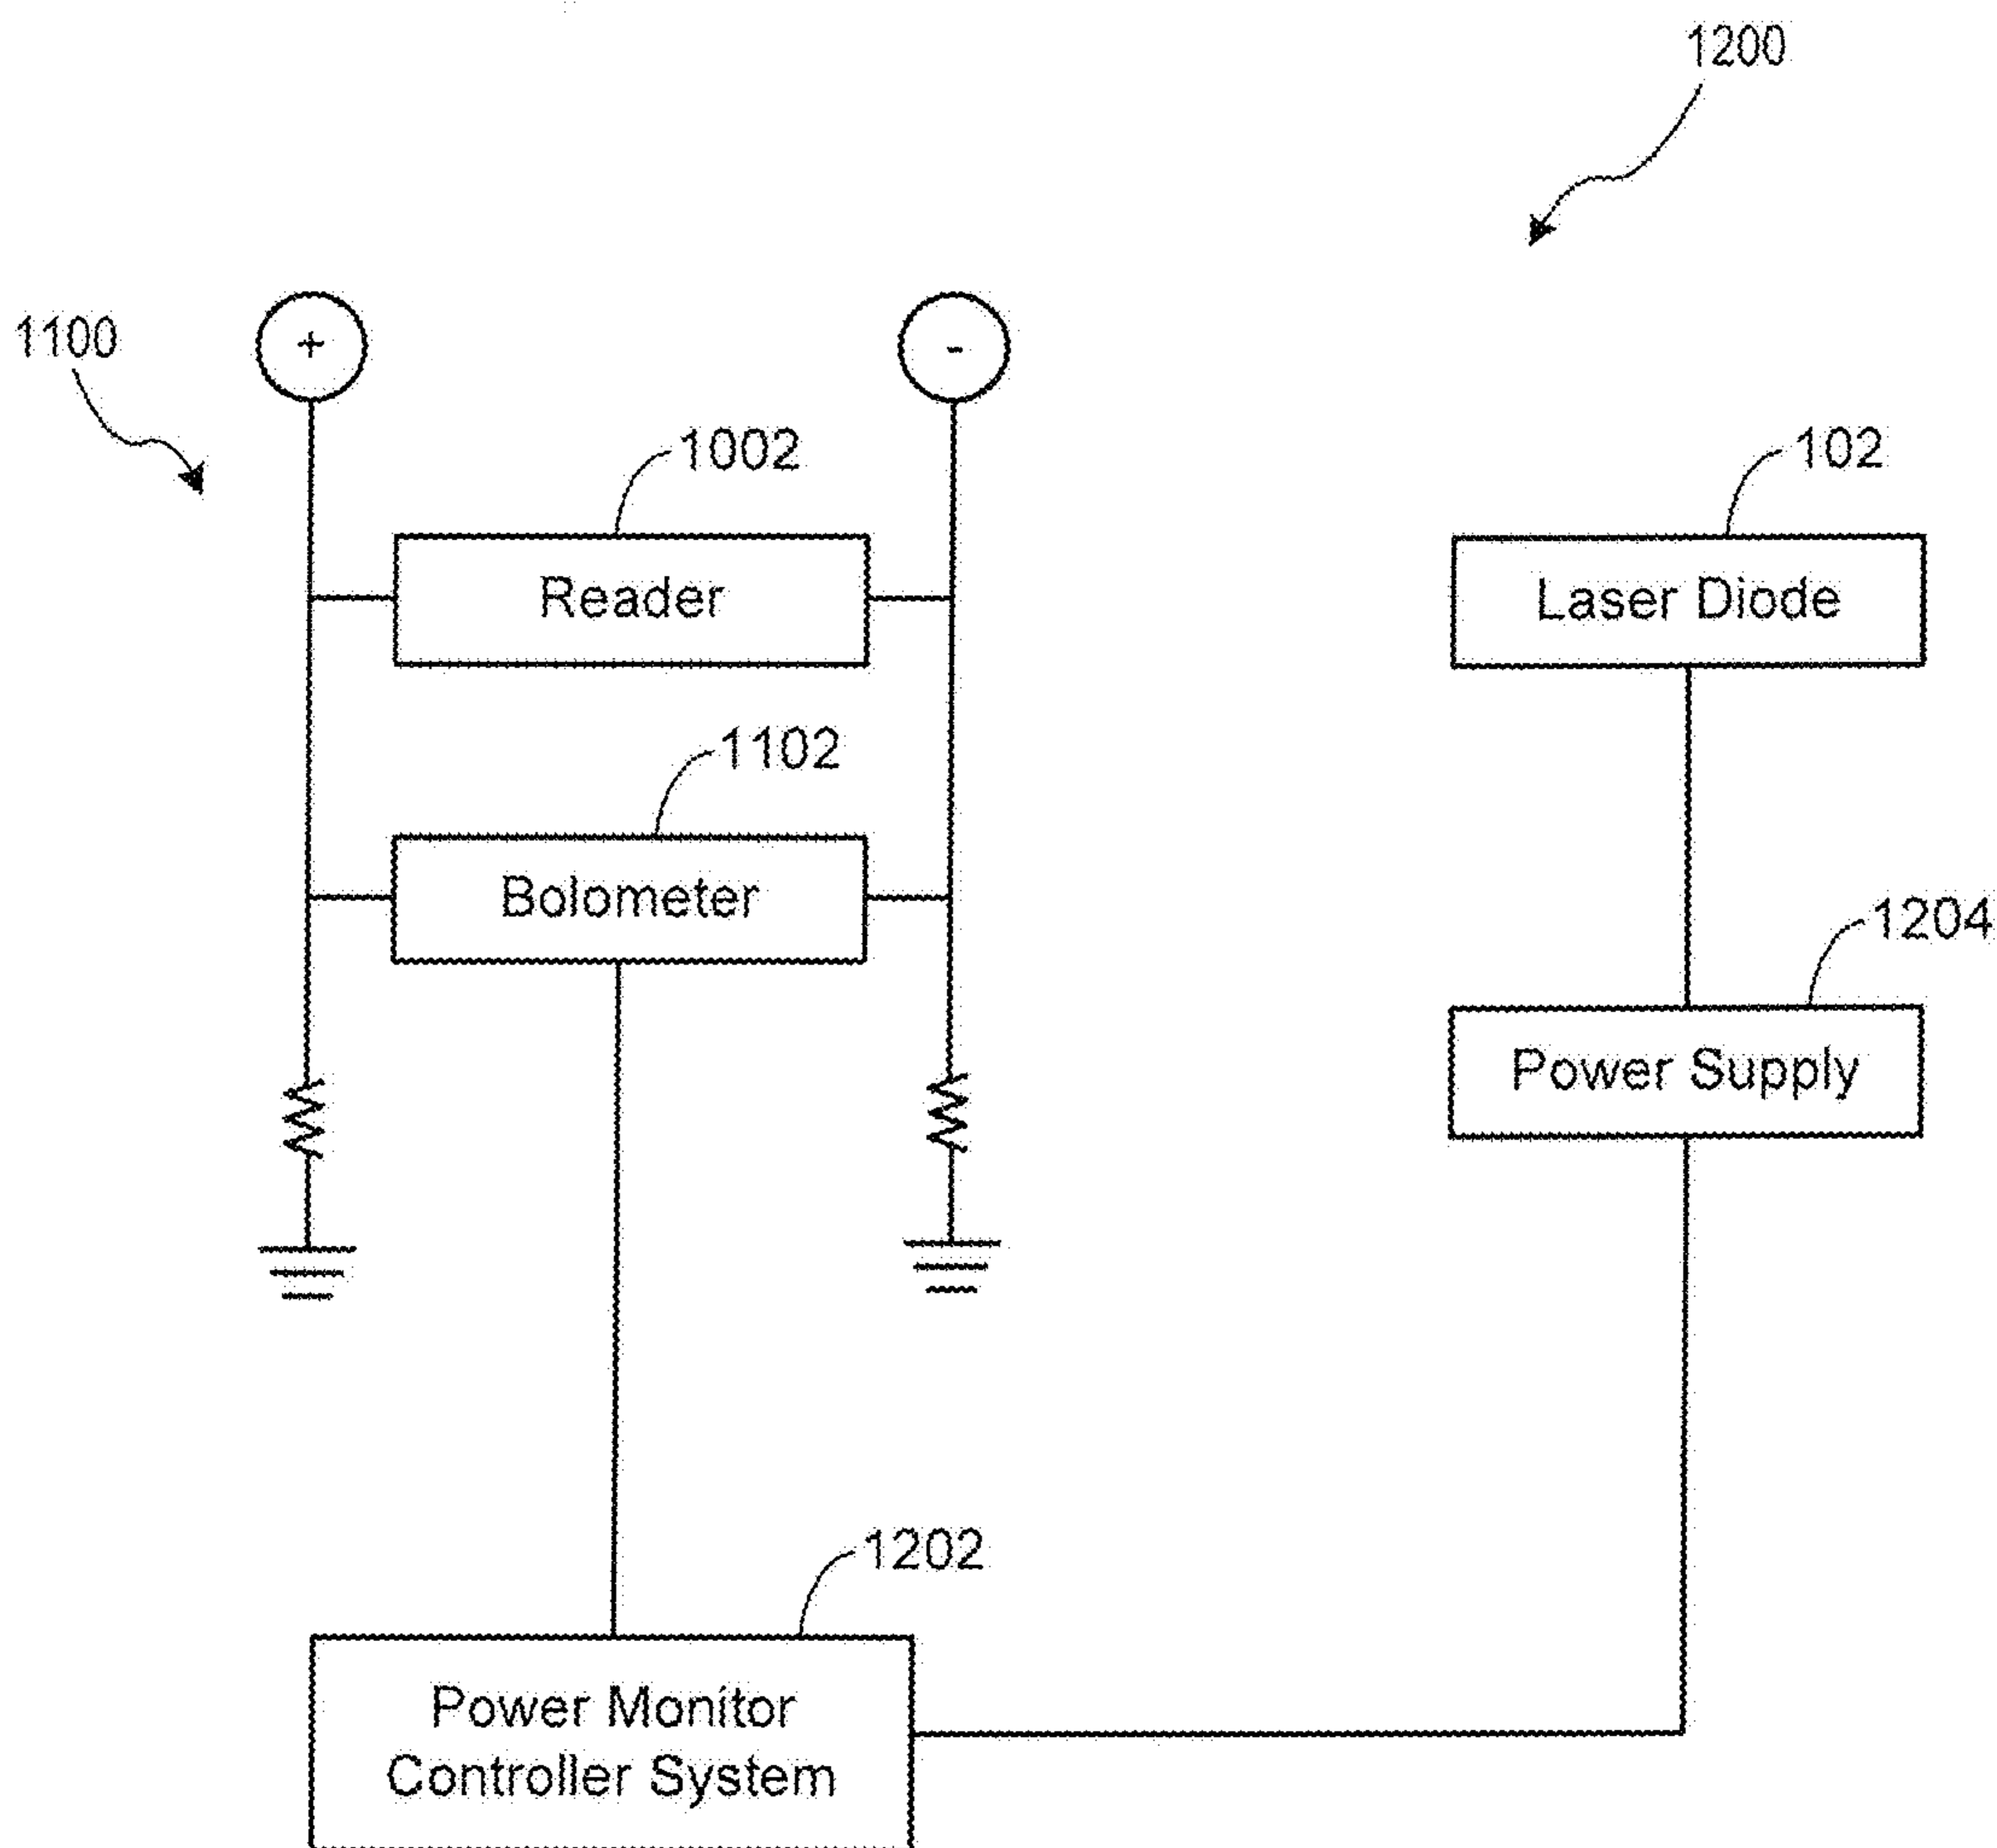 1200
1100
+
-
1002
102
Reader
Laser Diode
1102
Bolometer
1204
Power Supply
1202
Power Monitor
Controller System